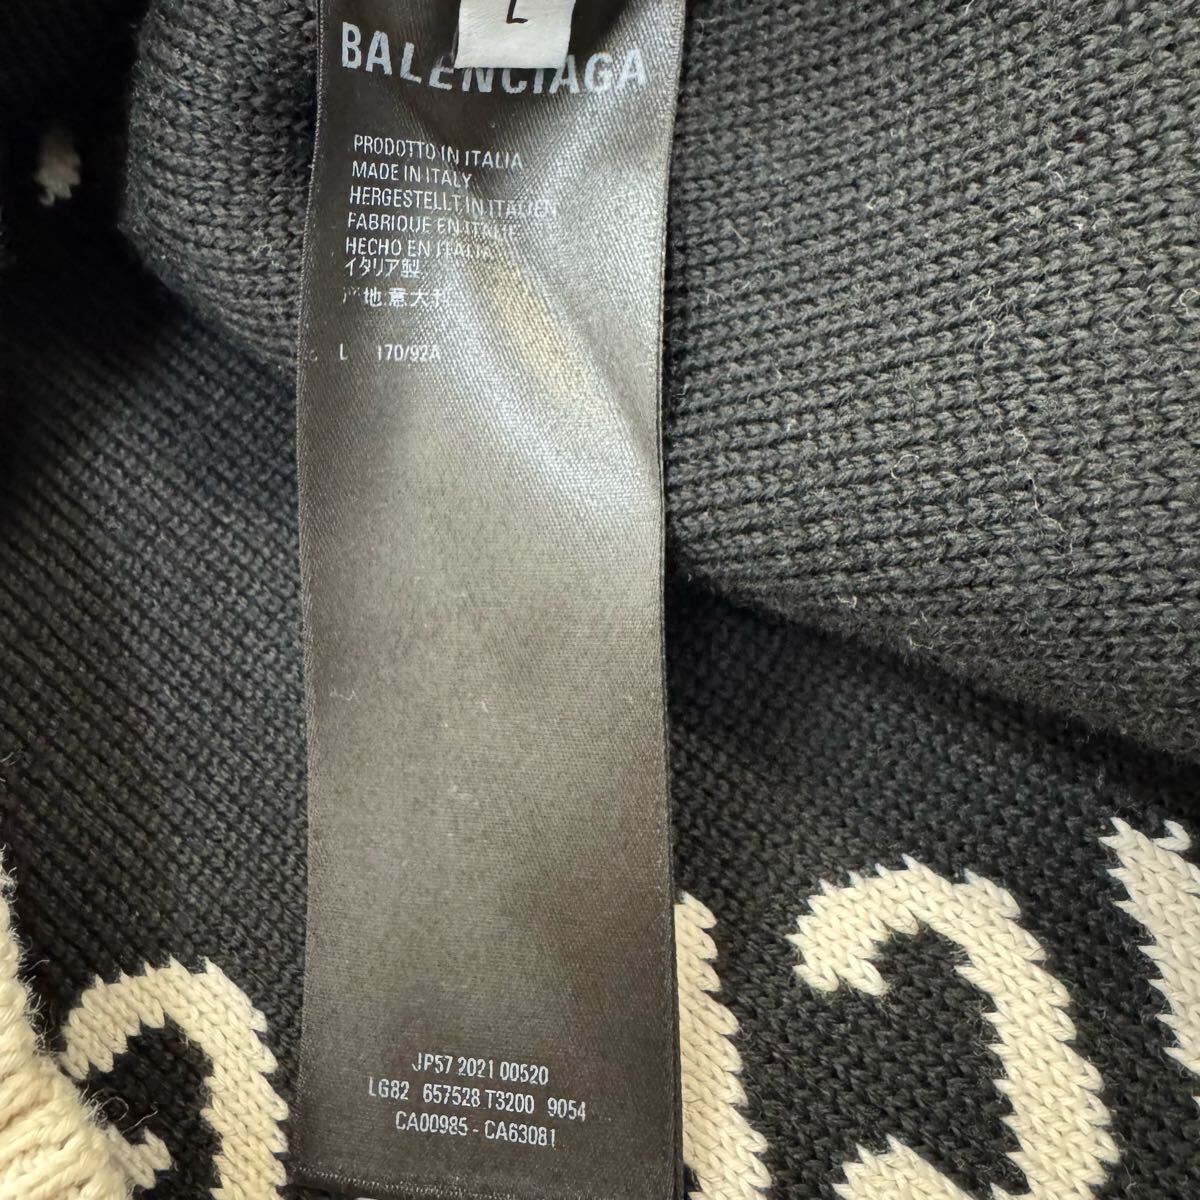 L
BALENCIAGA
PRODOTTO IN ITALIA
MADE IN ITALY
HERGESTELLT IN ITALIEN
FABRIQUE EN ITALIE
HECHO EN ITALIA
イタリア製
产地:意大利
L 170/92A
JP57 2021 00520
LG82 657528 T3200 9054
CA00985 - CA63081